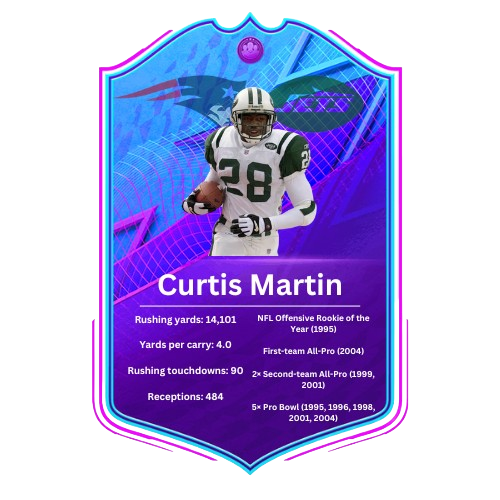 JETS
28
Curtis Martin
Rushing yards: 14,101
Yards per carry: 4.0
Rushing touchdowns: 90
Receptions: 484
NFL Offensive Rookie of the
Year (1995)
First-team All-Pro (2004)
2× Second-team All-Pro (1999,
2001)
5× Pro Bowl (1995, 1996, 1998,
2001, 2004)